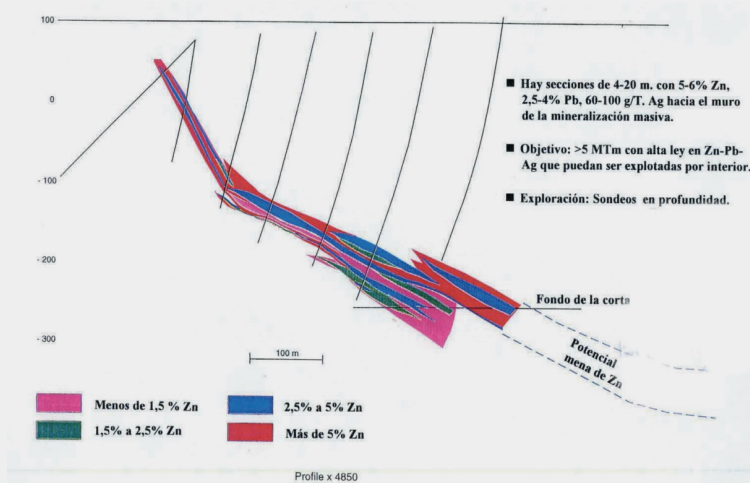 100
0
- 100
- 200
- 300
■ Hay secciones de 4-20 m. con 5-6% Zn,
2,5-4% Pb, 60-100 g/T. Ag hacia el muro
de la mineralización masiva.
■ Objetivo: >5 MTm con alta ley en Zn-Pb-
Ag que puedan ser explotadas por interior.
■ Exploración: Sondeos en profundidad.
Fondo de la corta
Potencial
mena de Zn
100 m
Menos de 1,5 % Zn
2,5% a 5% Zn
1,5% a 2,5% Zn
Más de 5% Zn
Profile x 4850